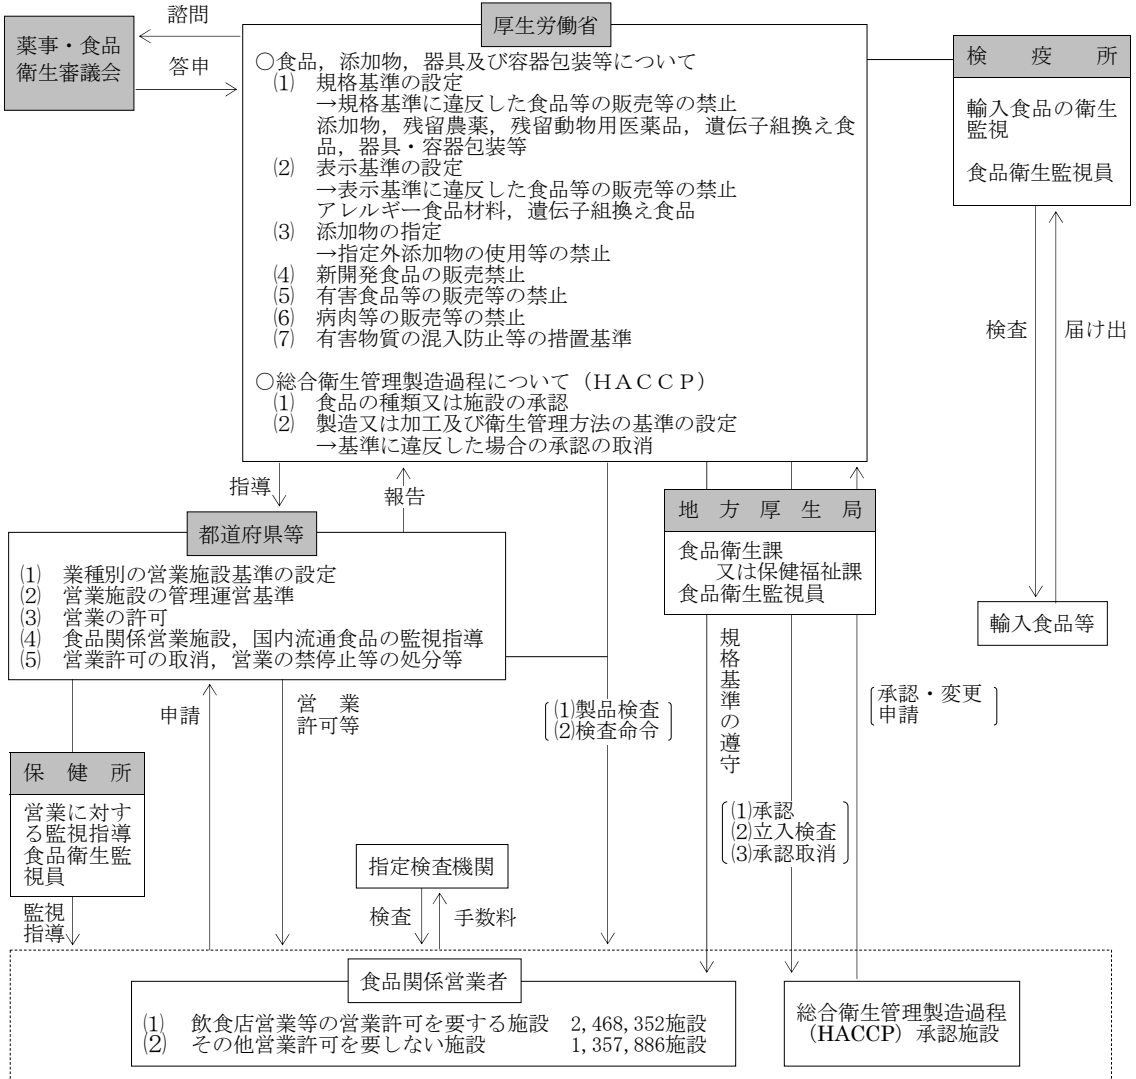 諮問
答申
薬事・食品
衛生審議会
厚生労働省
○食品,添加物,器具及び容器包装等について
⑴ 規格基準の設定
→規格基準に違反した食品等の販売等の禁止
添加物,残留農薬,残留動物用医薬品,遺伝子組換え食
品,器具・容器包装等
⑵ 表示基準の設定
→表示基準に違反した食品等の販売等の禁止
アレルギー食品材料,遺伝子組換え食品
⑶ 添加物の指定
→指定外添加物の使用等の禁止
⑷ 新開発食品の販売禁止
⑸ 有害食品等の販売等の禁止
⑹ 病肉等の販売等の禁止
⑺ 有害物質の混入防止等の措置基準
○総合衛生管理製造過程について(HACCP)
⑴ 食品の種類又は施設の承認
⑵ 製造又は加工及び衛生管理方法の基準の設定
→基準に違反した場合の承認の取消
検疫所
輸入食品の衛生
監視
食品衛生監視員
検査
届け出
輸入食品等
指導
報告
都道府県等
⑴ 業種別の営業施設基準の設定
⑵ 営業施設の管理運営基準
⑶ 営業の許可
⑷ 食品関係営業施設,国内流通食品の監視指導
⑸ 営業許可の取消,営業の禁停止等の処分等
地方厚生局
食品衛生課
又は保健福祉課
食品衛生監視員
申請
営業
許可等
⑴製品検査
⑵検査命令
規格基準の遵守
承認・変更
申請
保健所
営業に対す
る監視指導
食品衛生監
視員
監視
指導
指定検査機関
検査
手数料
⑴承認
⑵立入検査
⑶承認取消
食品関係営業者
⑴ 飲食店営業等の営業許可を要する施設 2,468,352施設
⑵ その他営業許可を要しない施設 1,357,886施設
総合衛生管理製造過程
(HACCP)承認施設